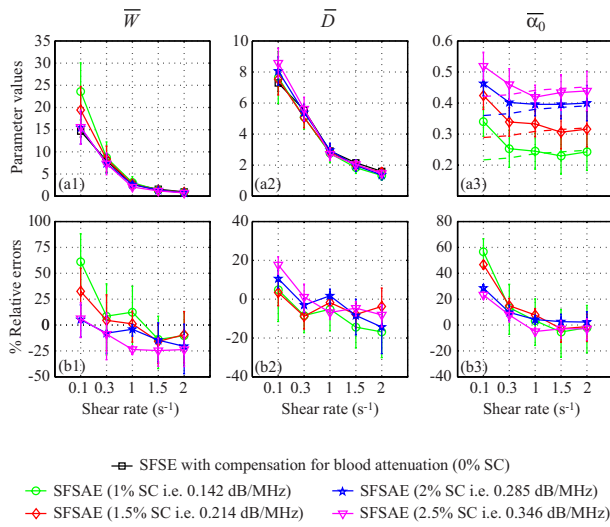 W D α0
Parameter values
35
30
25
20
15
10
5
0
(a1)
10
8
6
4
2
0
(a2)
0.6
0.5
0.4
0.3
0.2
(a3)
% Relative errors
100
75
50
25
0
-25
-50
(b1)
40
20
0
-20
-40
(b2)
80
60
40
20
0
-20
-40
(b3)
0.1 0.3 1 1.5 2
0.1 0.3 1 1.5 2
0.1 0.3 1 1.5 2
Shear rate (s-1) Shear rate (s-1) Shear rate (s-1)
SFSE with compensation for blood attenuation (0% SC)
SFSAE (1% SC i.e. 0.142 dB/MHz) SFSAE (2% SC i.e. 0.285 dB/MHz)
SFSAE (1.5% SC i.e. 0.214 dB/MHz) SFSAE (2.5% SC i.e. 0.346 dB/MHz)